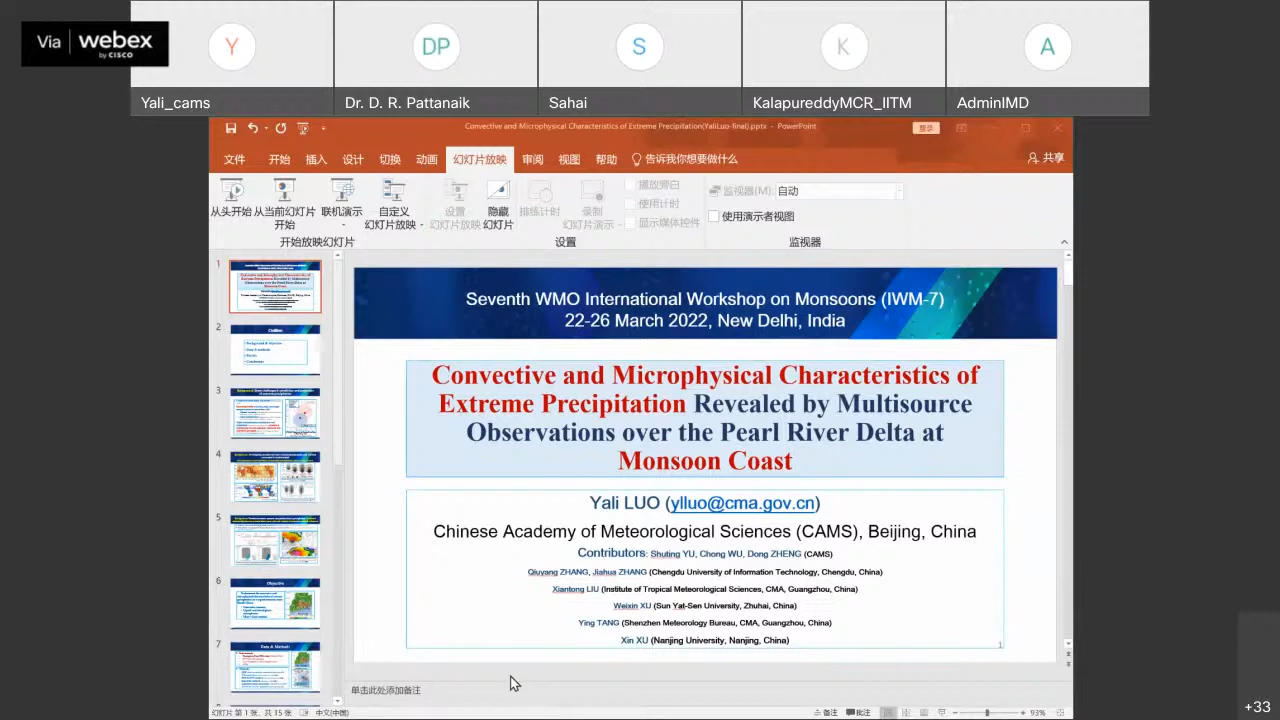 Via webex
by CISCO
Y
DP
S
K
A
Yali_cams
Dr. D. R. Pattanaik
Sahai
KalapureddyMCR_IITM
AdminIMD
Convective and Microphysical Characteristics of Extreme Precipitation(YaliLuo-final).pptx - PowerPoint
登录
文件 开始 插入 设计 切换 动画 幻灯片放映 审阅 视图 帮助 告诉我你想要做什么 共享
从头开始
从当前幻灯片
开始
联机演示
自定义
幻灯片放映
设置
幻灯片放映
隐藏
幻灯片
排练计时
录制
幻灯片演示
播放旁白
使用计时
显示媒体控件
监视器(M): 自动
使用演示者视图
开始放映幻灯片
设置
监视器
1
2
Outline
3
4
5
6
Objective
7
Data & Methods
Seventh WMO International Workshop on Monsoons (IWM-7)
22-26 March 2022, New Delhi, India
Convective and Microphysical Characteristics of
Extreme Precipitation Revealed by Multisource
Observations over the Pearl River Delta at
Monsoon Coast
Yali LUO (ylluo@cma.gov.cn)
Chinese Academy of Meteorological Sciences (CAMS), Beijing, China
Contributors: Shuting YU, Chong WU, Dong ZHENG (CAMS)
Qiuyang ZHANG, Jiahua ZHANG (Chengdu University of Information Technology, Chengdu, China)
Xiantong LIU (Institute of Tropical Meteorological Sciences, CMA, Guangzhou, China)
Weixin XU (Sun Yat-Sen University, Zhuhai, China)
Ying TANG (Shenzhen Meteorology Bureau, CMA, Guangzhou, China)
Xin XU (Nanjing University, Nanjing, China)
1
单击此处添加备注
幻灯片 第 1 张，共 15 张 中文(中国)
备注 批注 93%
+33